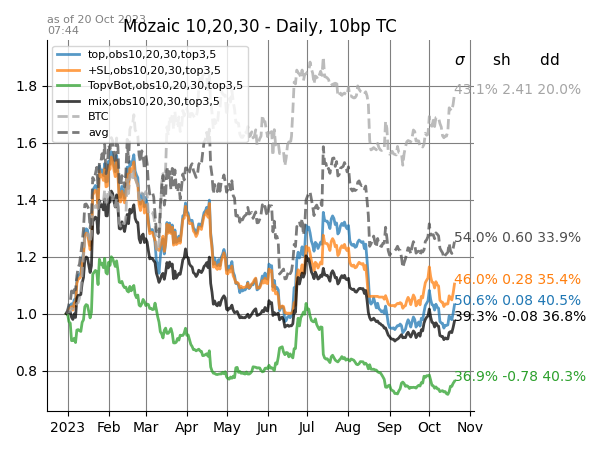 as of 20 Oct 2023
07:44
Mozaic 10,20,30 - Daily, 10bp TC
top,obs10,20,30,top3,5
+SL,obs10,20,30,top3,5
TopvBot,obs10,20,30,top3,5
mix,obs10,20,30,top3,5
BTC
avg
σ sh dd
43.1% 2.41 20.0%
54.0% 0.60 33.9%
46.0% 0.28 35.4%
50.6% 0.08 40.5%
39.3% -0.08 36.8%
36.9% -0.78 40.3%
1.8
1.6
1.4
1.2
1.0
0.8
2023 Feb Mar Apr May Jun Jul Aug Sep Oct Nov